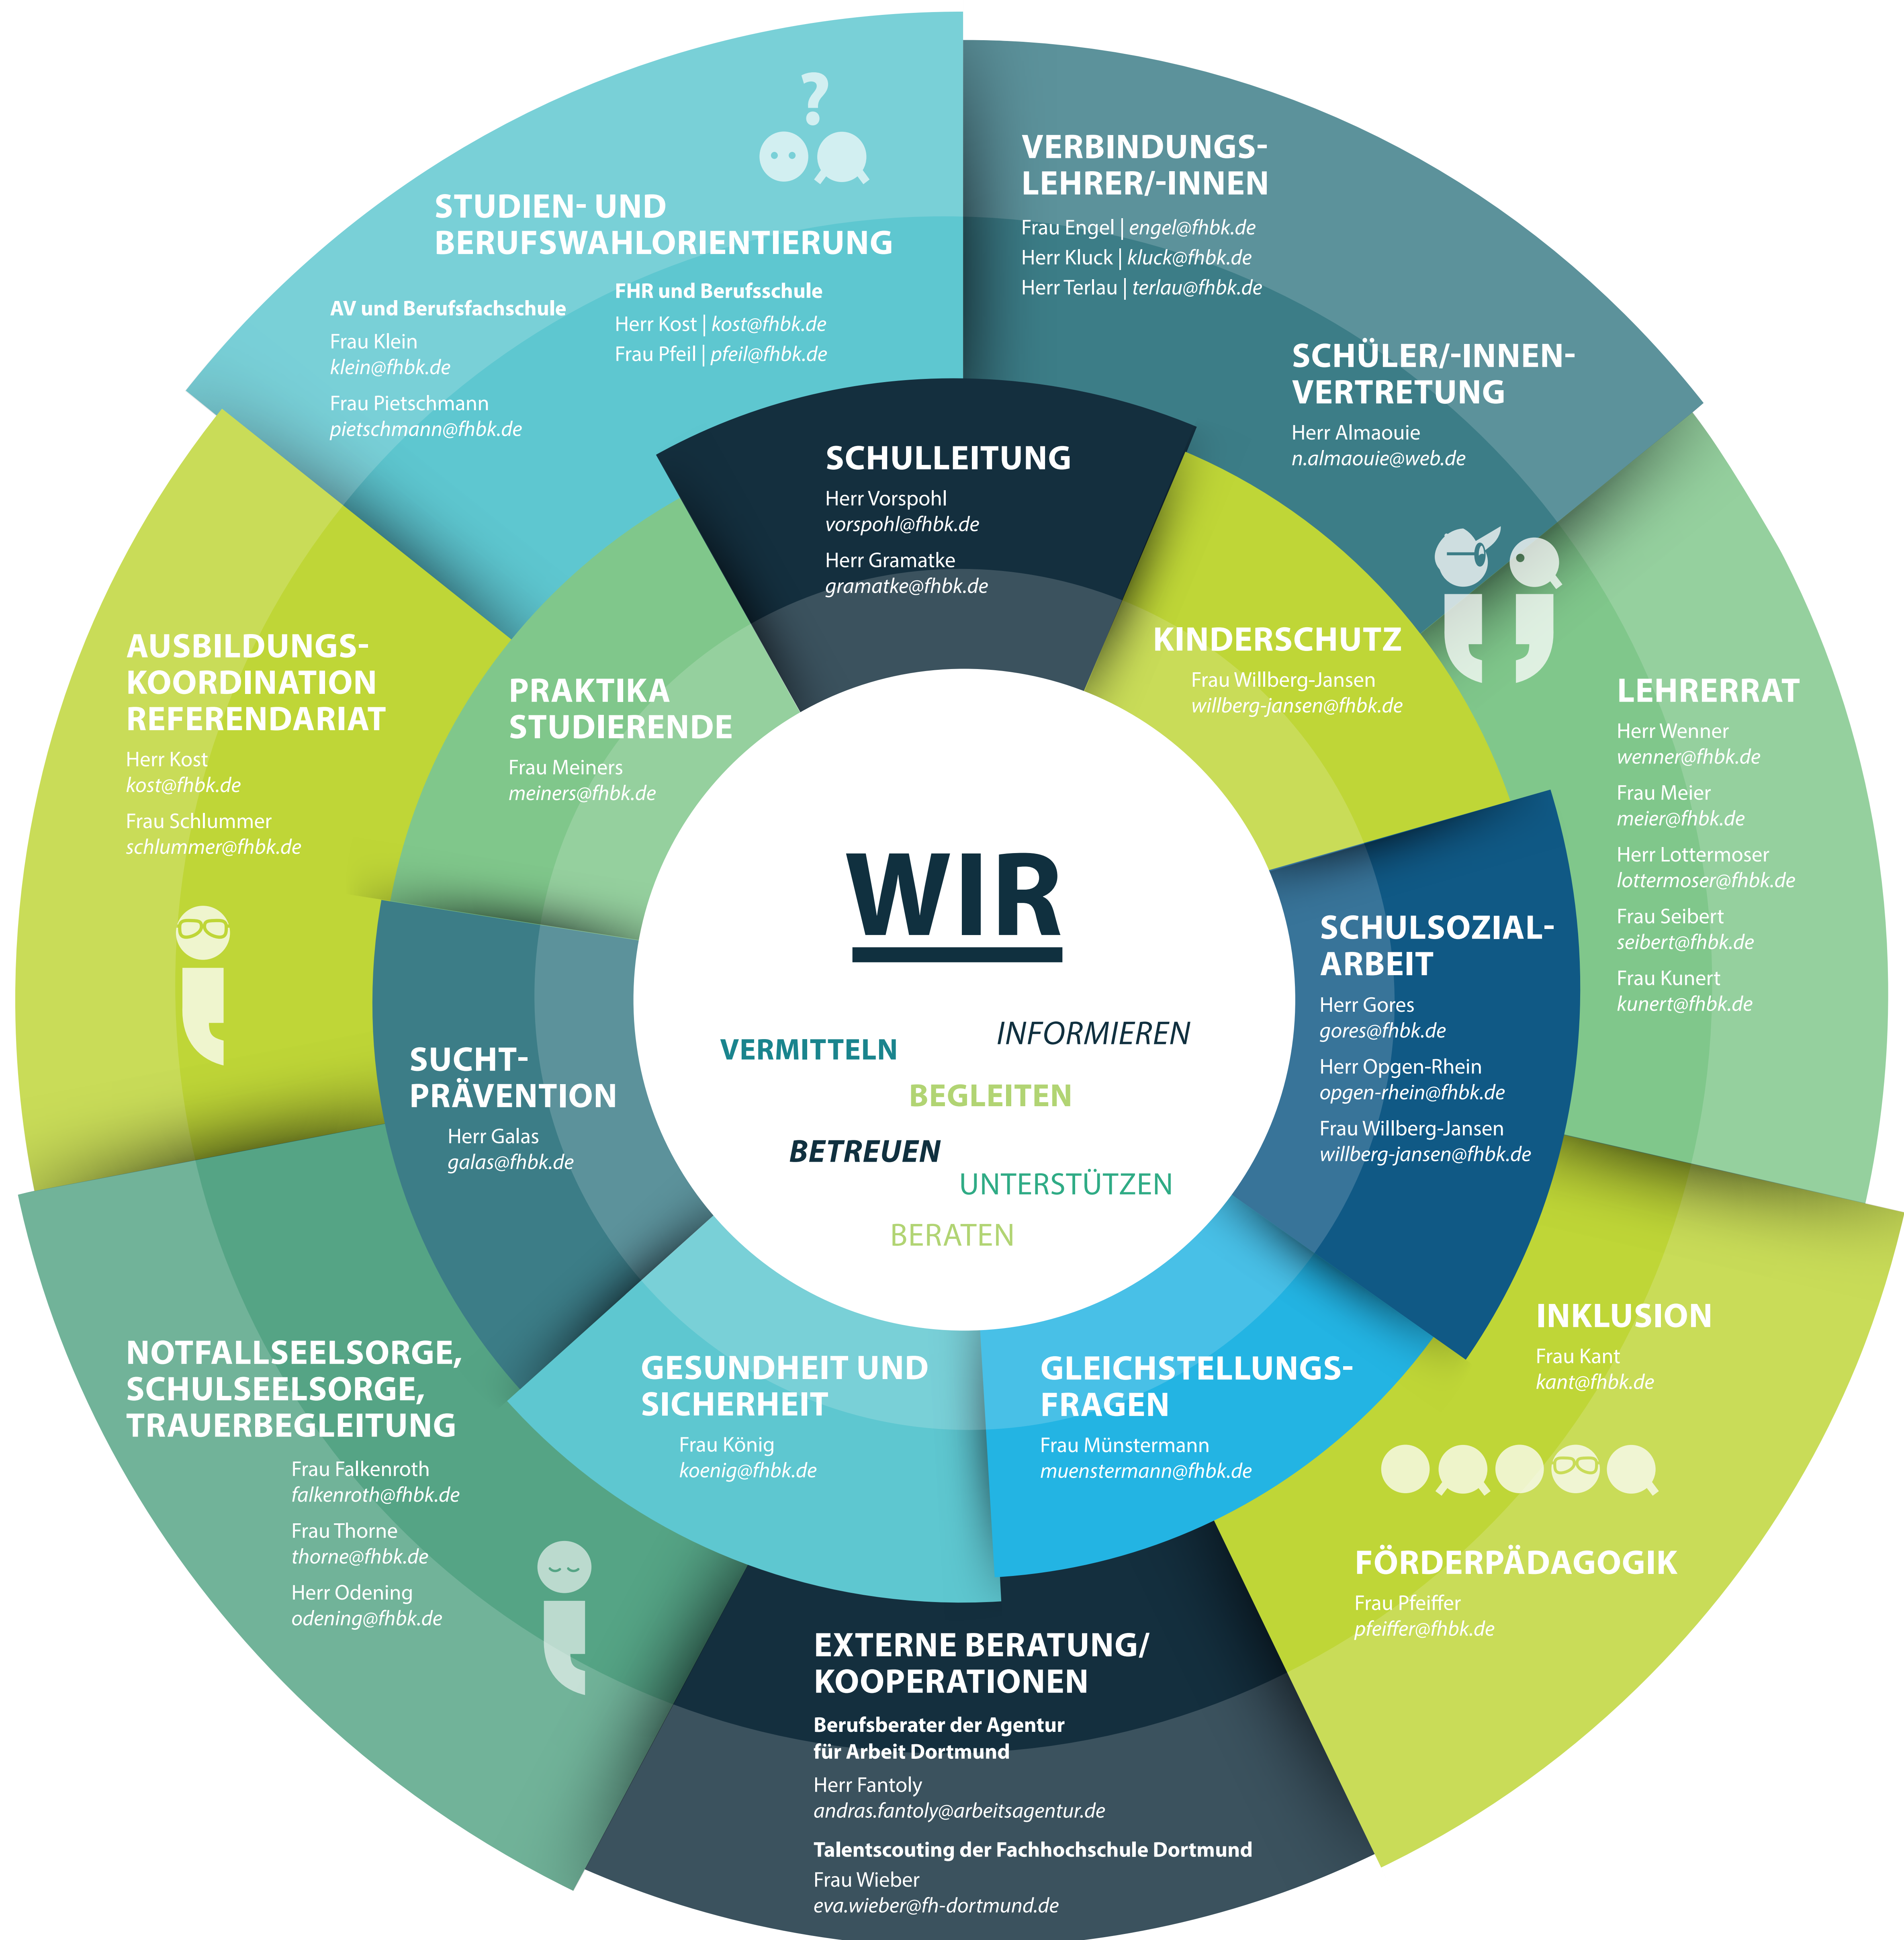 STUDIEN- UND
BERUFSWAHLORIENTIERUNG
AV und Berufsfachschule
Frau Klein
klein@fhbk.de
Frau Pietschmann
pietschmann@fhbk.de
FHR und Berufsschule
Herr Kost | kost@fhbk.de
Frau Pfeil | pfeil@fhbk.de
?
VERBINDUNGS-
LEHRER/-INNEN
Frau Engel | engel@fhbk.de
Herr Kluck | kluck@fhbk.de
Herr Terlau | terlau@fhbk.de
SCHÜLER/-INNEN-
VERTRETUNG
Herr Almaouie
n.almaouie@web.de
SCHULLEITUNG
Herr Vorspohl
vorspohl@fhbk.de
Herr Gramatke
gramatke@fhbk.de
KINDERSCHUTZ
Frau Willberg-Jansen
willberg-jansen@fhbk.de
LEHRERRAT
Herr Wenner
wenner@fhbk.de
Frau Meier
meier@fhbk.de
Herr Lottermoser
lottermoser@fhbk.de
Frau Seibert
seibert@fhbk.de
Frau Kunert
kunert@fhbk.de
AUSBILDUNGS-
KOORDINATION
REFERENDARIAT
Herr Kost
kost@fhbk.de
Frau Schlummer
schlummer@fhbk.de
PRAKTIKA
STUDIERENDE
Frau Meiners
meiners@fhbk.de
WIR
VERMITTELN
INFORMIEREN
BEGLEITEN
BETREUEN
UNTERSTÜTZEN
BERATEN
SCHULSOZIAL-
ARBEIT
Herr Gores
gores@fhbk.de
Herr Opgen-Rhein
opgen-rhein@fhbk.de
Frau Willberg-Jansen
willberg-jansen@fhbk.de
SUCHT-
PRÄVENTION
Herr Galas
galas@fhbk.de
NOTFALLSEELSORGE,
SCHULSEELSORGE,
TRAUERBEGLEITUNG
Frau Falkenroth
falkenroth@fhbk.de
Frau Thorne
thorne@fhbk.de
Herr Odening
odening@fhbk.de
GESUNDHEIT UND
SICHERHEIT
Frau König
koenig@fhbk.de
GLEICHSTELLUNGS-
FRAGEN
Frau Münstermann
muenstermann@fhbk.de
INKLUSION
Frau Kant
kant@fhbk.de
FÖRDERPÄDAGOGIK
Frau Pfeiffer
pfeiffer@fhbk.de
EXTERNE BERATUNG/
KOOPERATIONEN
Berufsberater der Agentur
für Arbeit Dortmund
Herr Fantoly
andras.fantoly@arbeitsagentur.de
Talentscouting der Fachhochschule Dortmund
Frau Wieber
eva.wieber@fh-dortmund.de